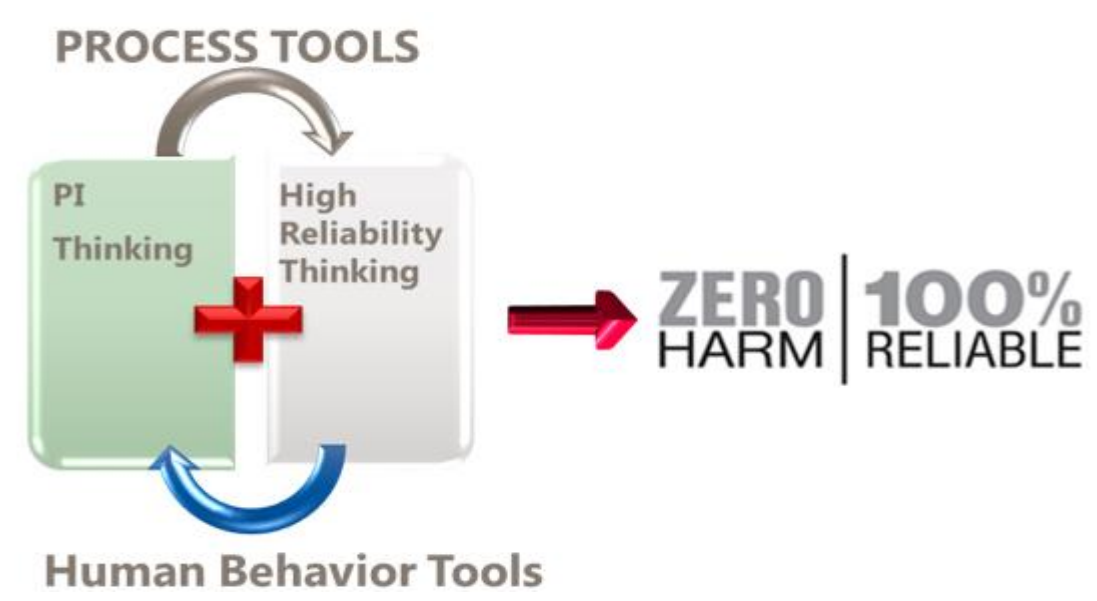 PROCESS TOOLS
PI
Thinking
High
Reliability
Thinking
ZERO
HARM
100%
RELIABLE
Human Behavior Tools